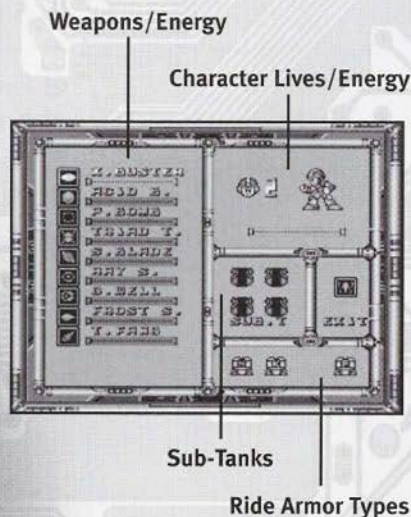 Weapons/Energy
Character Lives/Energy
X.BUSTER
ACID B.
P.BOMB
TRIAD T.
S.BLADE
RAY S.
G.WELL
FROST S.
T.FANG
2
SUB.T
EXIT
Sub-Tanks
Ride Armor Types